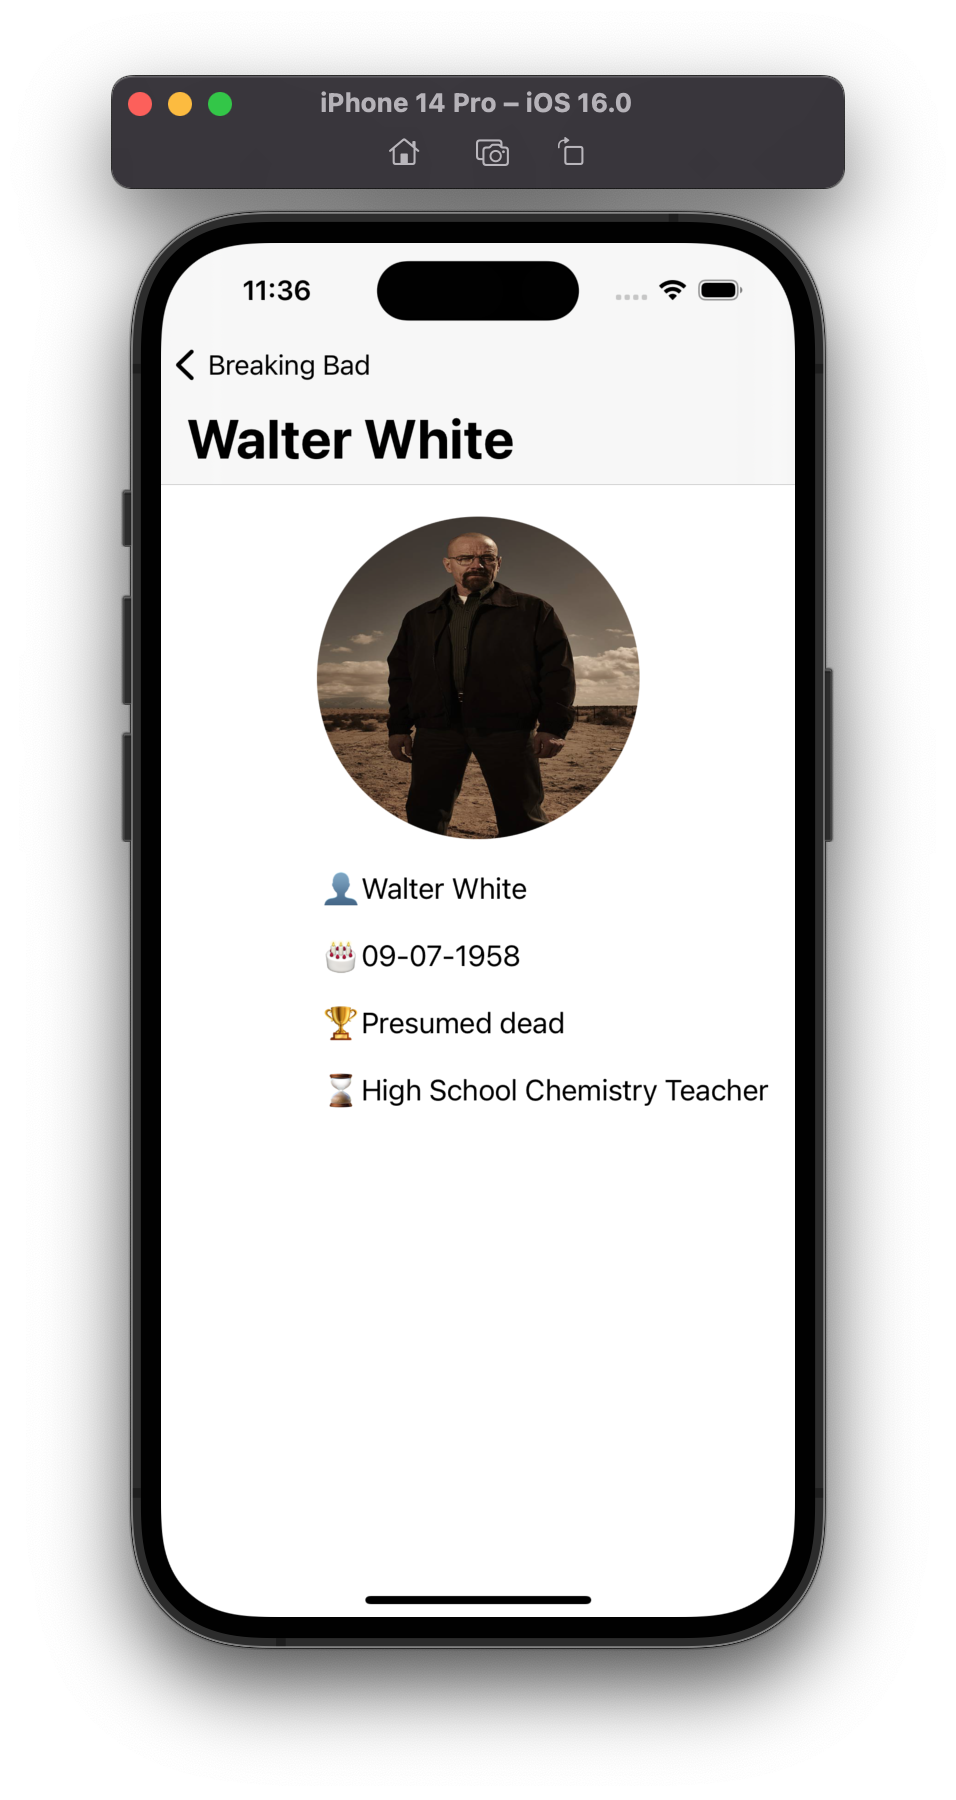 iPhone 14 Pro – iOS 16.0
11:36
Breaking Bad
Walter White
👤Walter White
🎂09-07-1958
🏆Presumed dead
⏳High School Chemistry Teacher